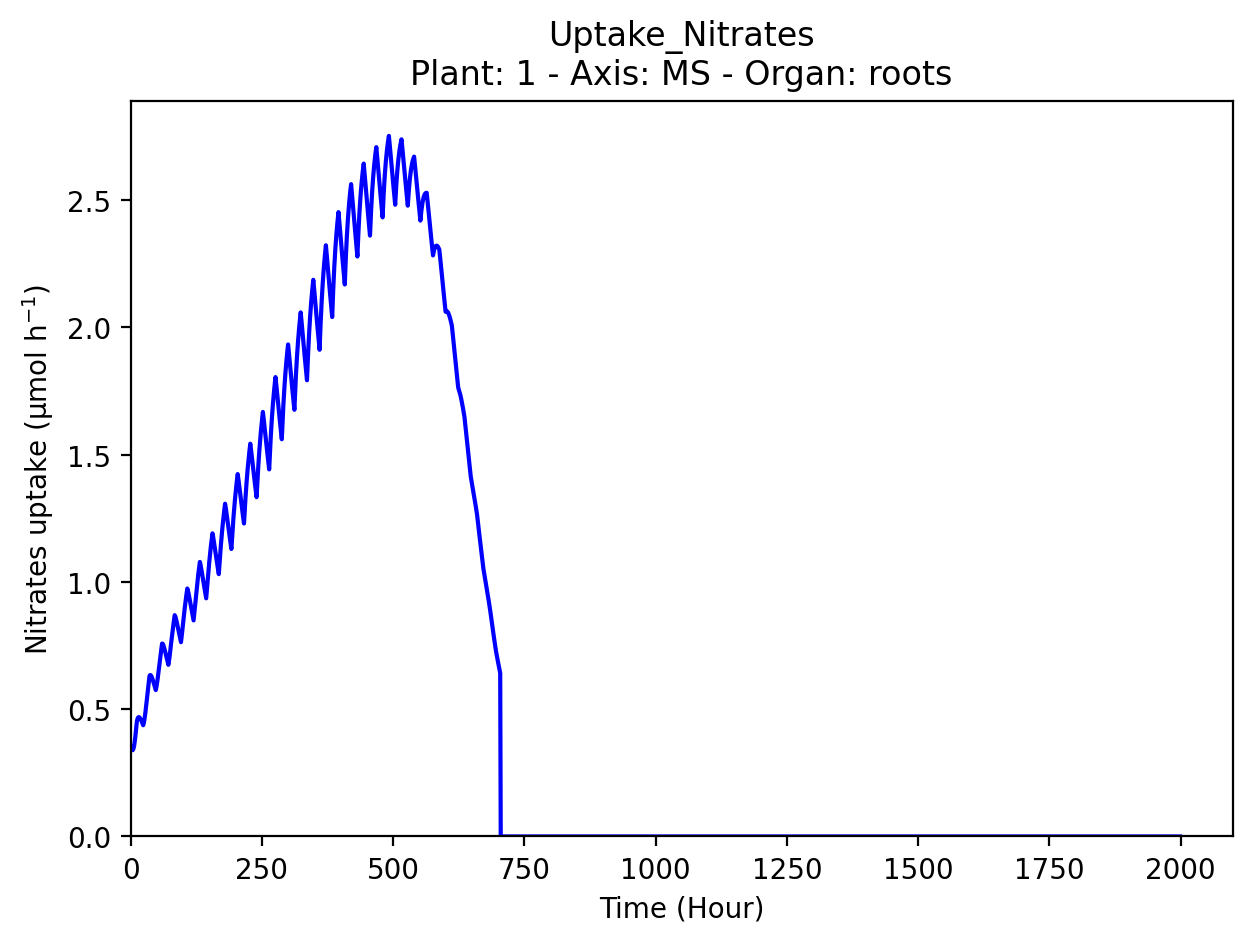 Uptake_Nitrates
Plant: 1 - Axis: MS - Organ: roots
Nitrates uptake (µmol h⁻¹)
2.5
2.0
1.5
1.0
0.5
0.0
0 250 500 750 1000 1250 1500 1750 2000
Time (Hour)